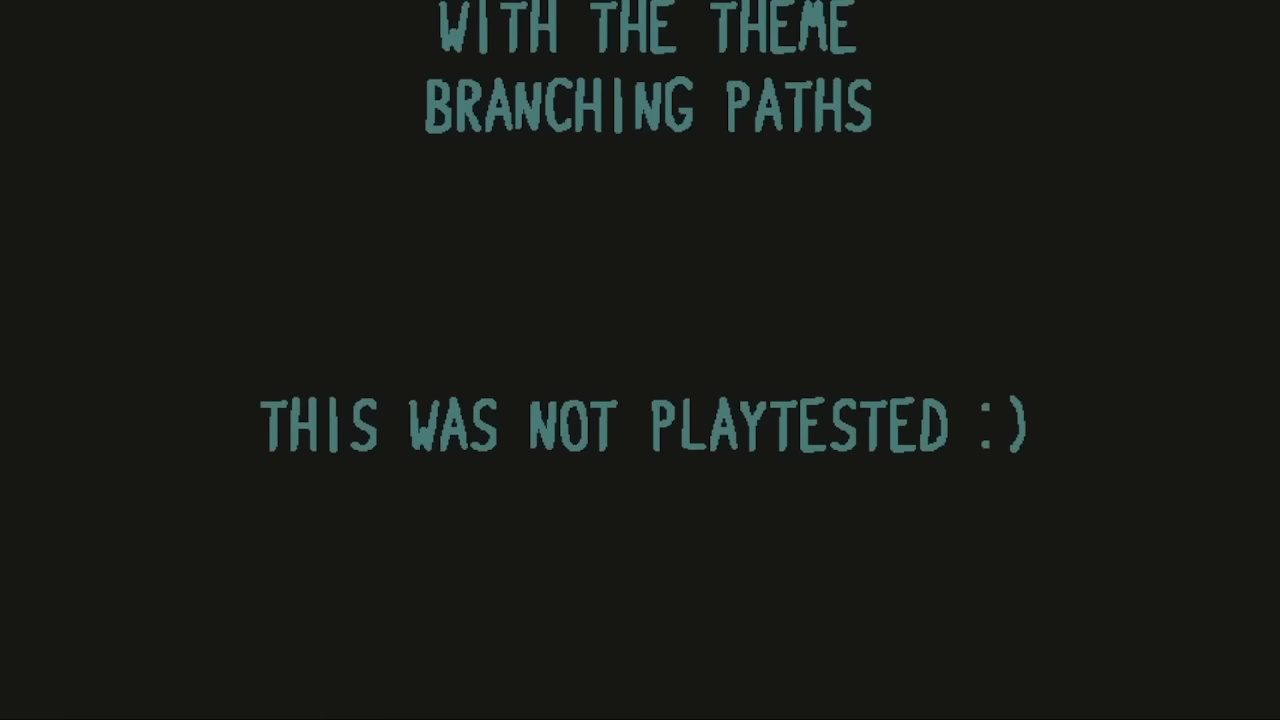 WITH THE THEME
BRANCHING PATHS
THIS WAS NOT PLAYTESTED :)